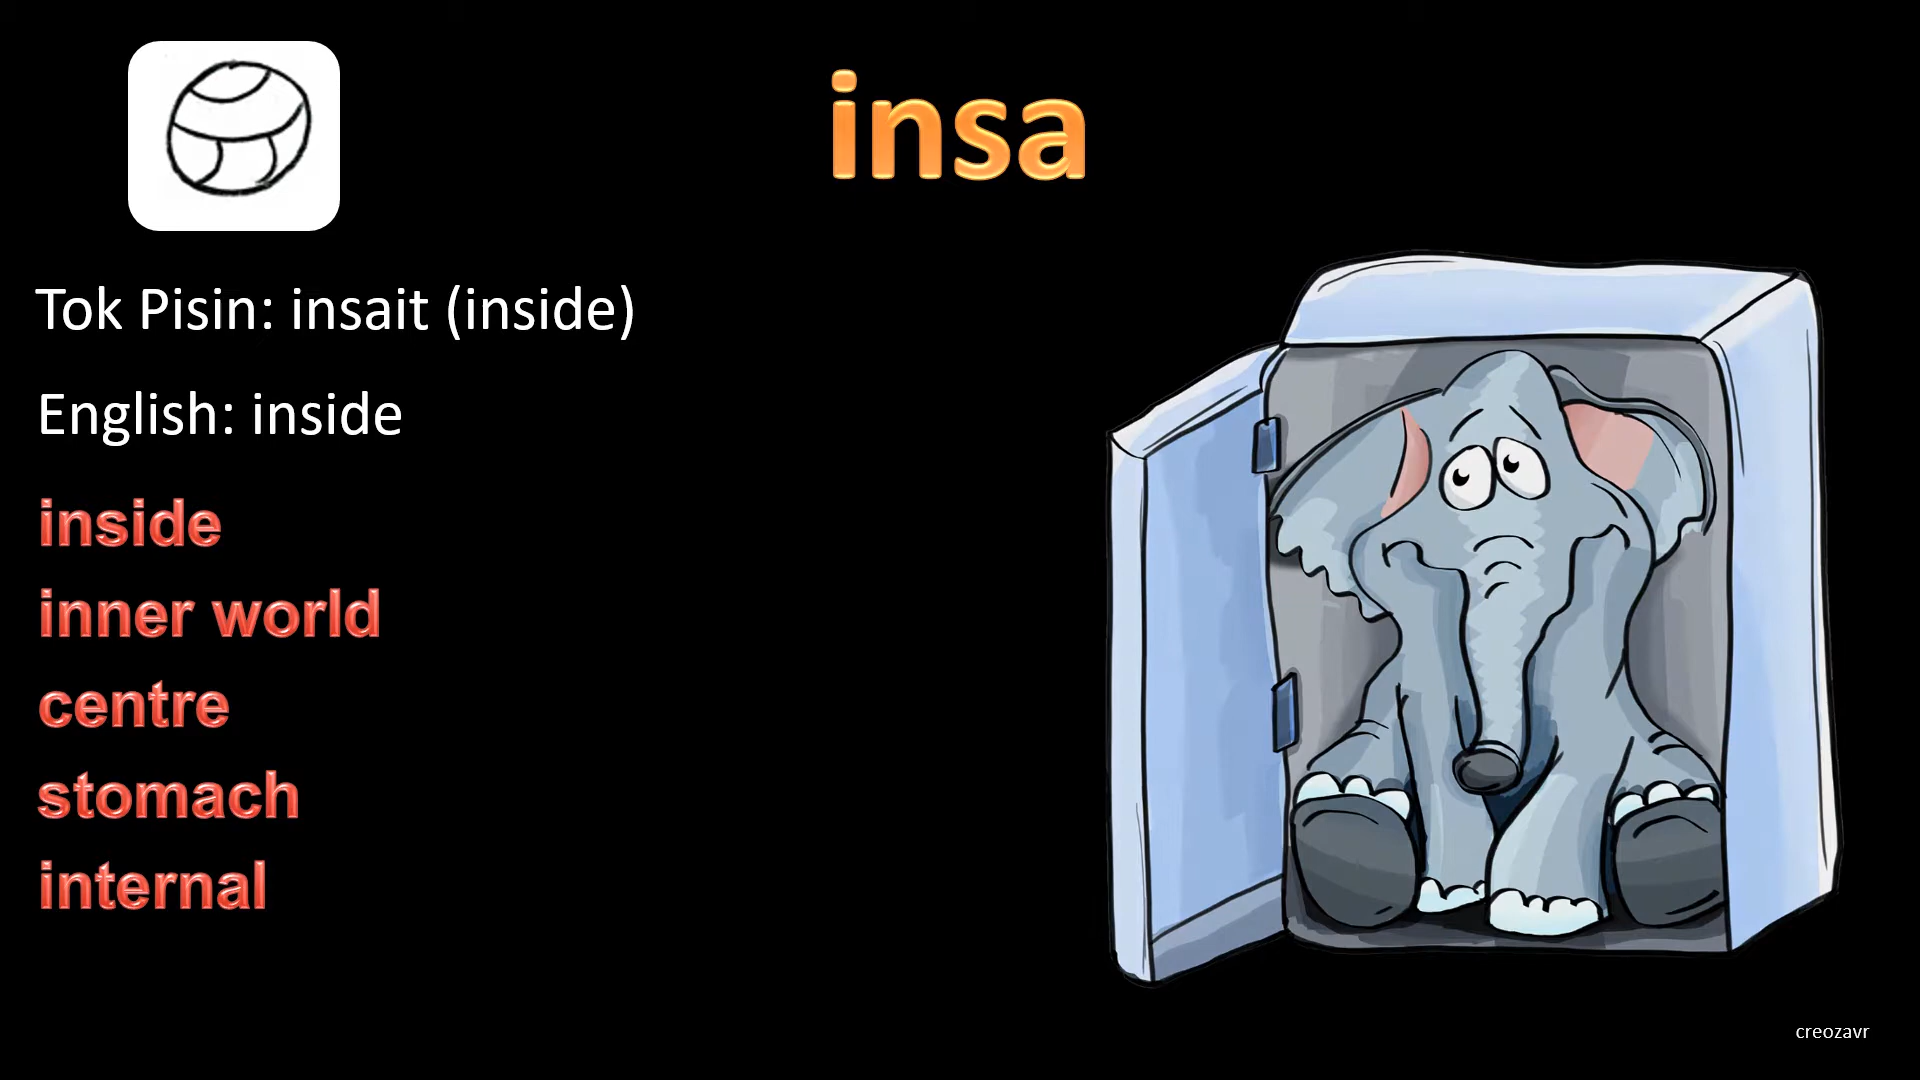 insa
Tok Pisin: insait (inside)
English: inside
inside
inner world
centre
stomach
internal
creozavr